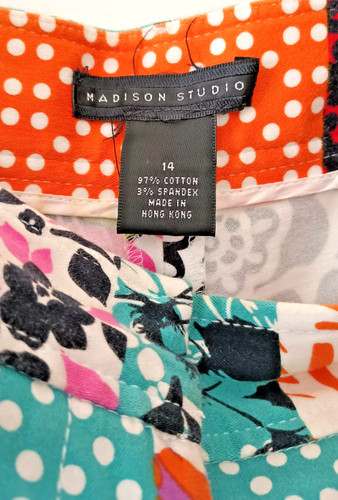 MADISON STUDIO
14
97% COTTON
3% SPANDEX
MADE IN
HONG KONG